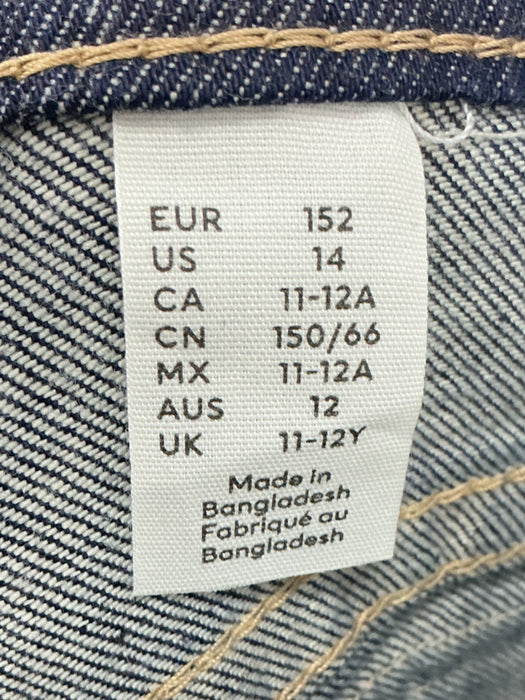 EUR 152
US 14
CA 11-12A
CN 150/66
MX 11-12A
AUS 12
UK 11-12Y
Made in
Bangladesh
Fabriqué au
Bangladesh